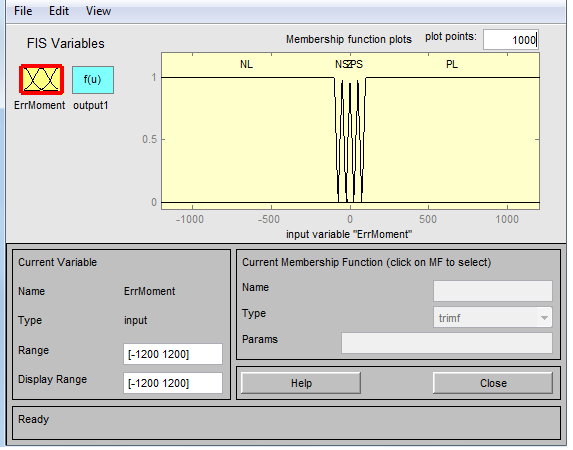 File Edit View
FIS Variables
Membership function plots plot points: 1000
f(u)
ErrMoment output1
NL NS Z PS PL
1
0.5
0
-1000 -500 0 500 1000
input variable "ErrMoment"
Current Variable
Name ErrMoment
Type input
Range [-1200 1200]
Display Range [-1200 1200]
Current Membership Function (click on MF to select)
Name
Type trimf
Params
Help Close
Ready